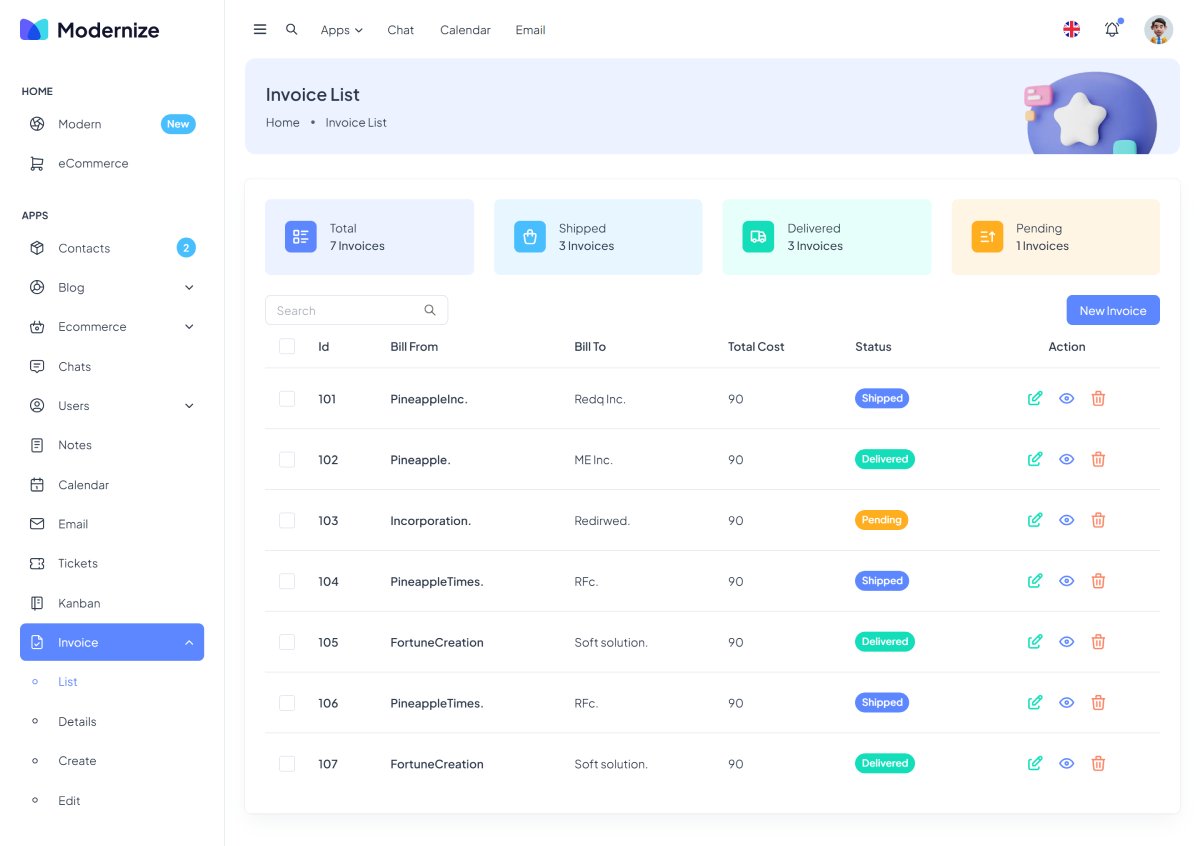 Modernize
Apps Chat Calendar Email
HOME
Modern New
eCommerce
APPS
Contacts 2
Blog
Ecommerce
Chats
Users
Notes
Calendar
Email
Tickets
Kanban
Invoice
List
Details
Create
Edit
Invoice List
Home • Invoice List
Total
7 Invoices
Shipped
3 Invoices
Delivered
3 Invoices
Pending
1 Invoices
Search
New Invoice
Id Bill From Bill To Total Cost Status Action
101 PineappleInc. Redq Inc. 90 Shipped
102 Pineapple. ME Inc. 90 Delivered
103 Incorporation. Redirwed. 90 Pending
104 PineappleTimes. RFc. 90 Shipped
105 FortuneCreation Soft solution. 90 Delivered
106 PineappleTimes. RFc. 90 Shipped
107 FortuneCreation Soft solution. 90 Delivered